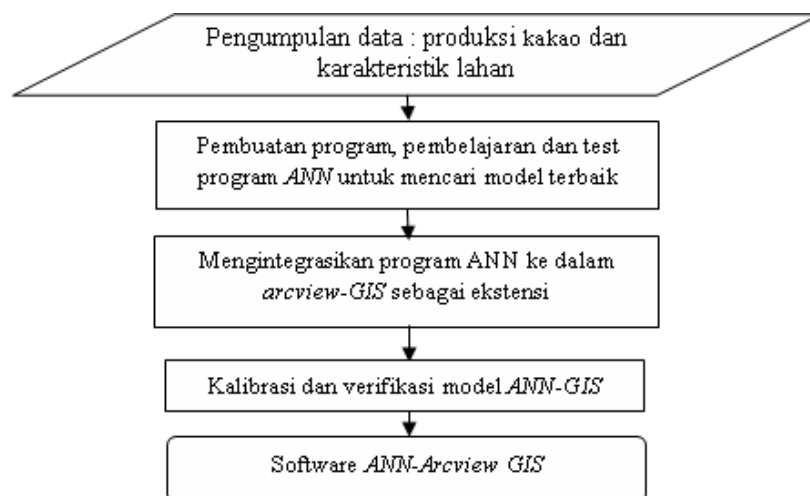 Pengumpulan data : produksi kakao dan
karakteristik lahan
Pembuatan program, pembelajaran dan test
program ANN untuk mencari model terbaik
Mengintegrasikan program ANN ke dalam
arcview-GIS sebagai ekstensi
Kalibrasi dan verifikasi model ANN-GIS
Software ANN-Arcview GIS